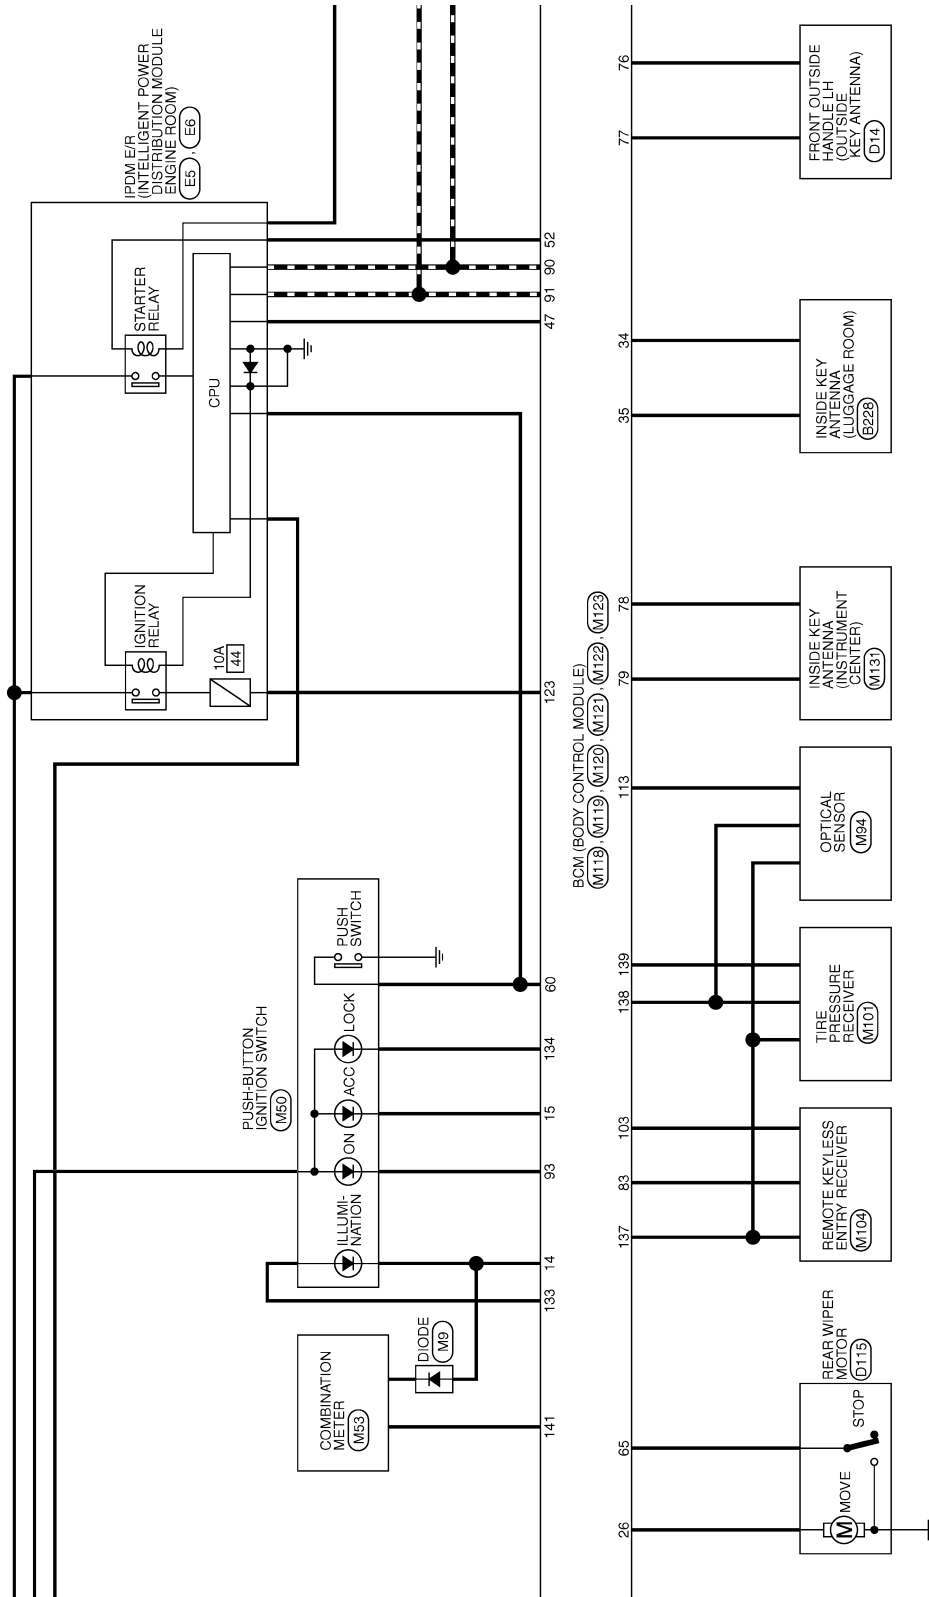 IPDM E/R
(INTELLIGENT POWER
DISTRIBUTION MODULE
ENGINE ROOM)
E5 , E6
STARTER
RELAY
CPU
IGNITION
RELAY
10A
44
52
90
91
47
123
60
134
15
93
14
133
141
PUSH-BUTTON
IGNITION SWITCH
M50
PUSH
SWITCH
LOCK
ACC
ON
ILLUMI-
NATION
COMBINATION
METER
M53
DIODE
M9
BCM (BODY CONTROL MODULE)
M118 , M119 , M120 , M121 , M122 , M123
76
77
34
35
78
79
113
139
138
103
83
137
65
26
FRONT OUTSIDE
HANDLE LH
(OUTSIDE
KEY ANTENNA)
D14
INSIDE KEY
ANTENNA
(LUGGAGE ROOM)
B228
INSIDE KEY
ANTENNA
(INSTRUMENT
CENTER)
M131
OPTICAL
SENSOR
M94
TIRE
PRESSURE
RECEIVER
M101
REMOTE KEYLESS
ENTRY RECEIVER
M104
REAR WIPER
MOTOR
D115
STOP
MOVE
M